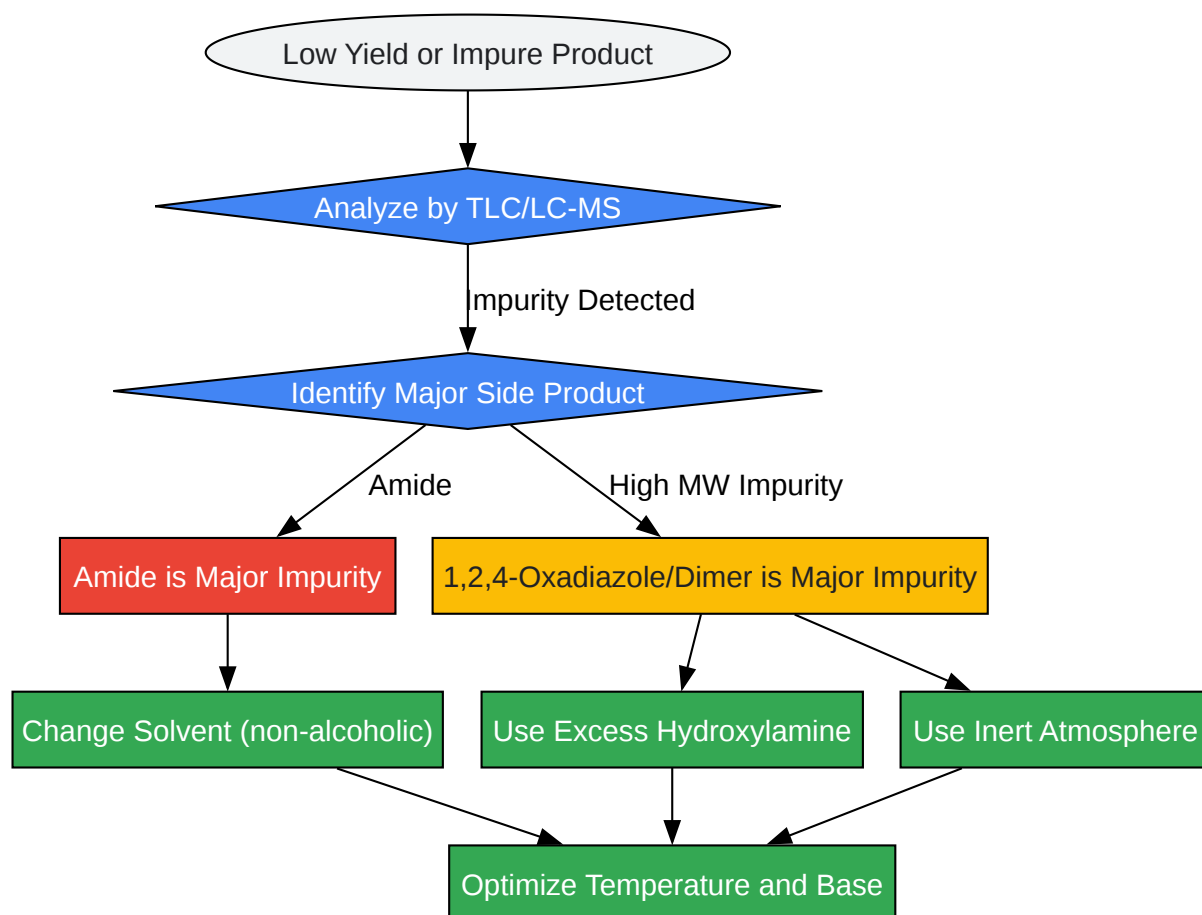 Low Yield or Impure Product
Analyze by TLC/LC-MS
Impurity Detected
Identify Major Side Product
Amide
High MW Impurity
Amide is Major Impurity
1,2,4-Oxadiazole/Dimer is Major Impurity
Change Solvent (non-alcoholic)
Use Excess Hydroxylamine
Use Inert Atmosphere
Optimize Temperature and Base